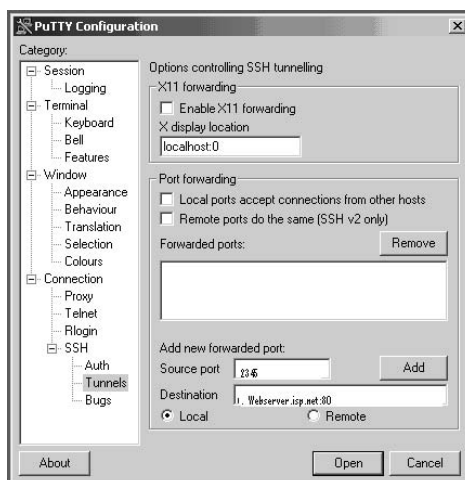 PuTTY Configuration
Category:
Session
Logging
Terminal
Keyboard
Bell
Features
Window
Appearance
Behaviour
Translation
Selection
Colours
Connection
Proxy
Telnet
Rlogin
SSH
Auth
Tunnels
Bugs
Options controlling SSH tunnelling
X11 forwarding
Enable X11 forwarding
X display location
localhost:0
Port forwarding
Local ports accept connections from other hosts
Remote ports do the same (SSH v2 only)
Forwarded ports:
Remove
Add new forwarded port:
Source port 2345 Add
Destination Webserver.isp.net:80
Local Remote
About Open Cancel